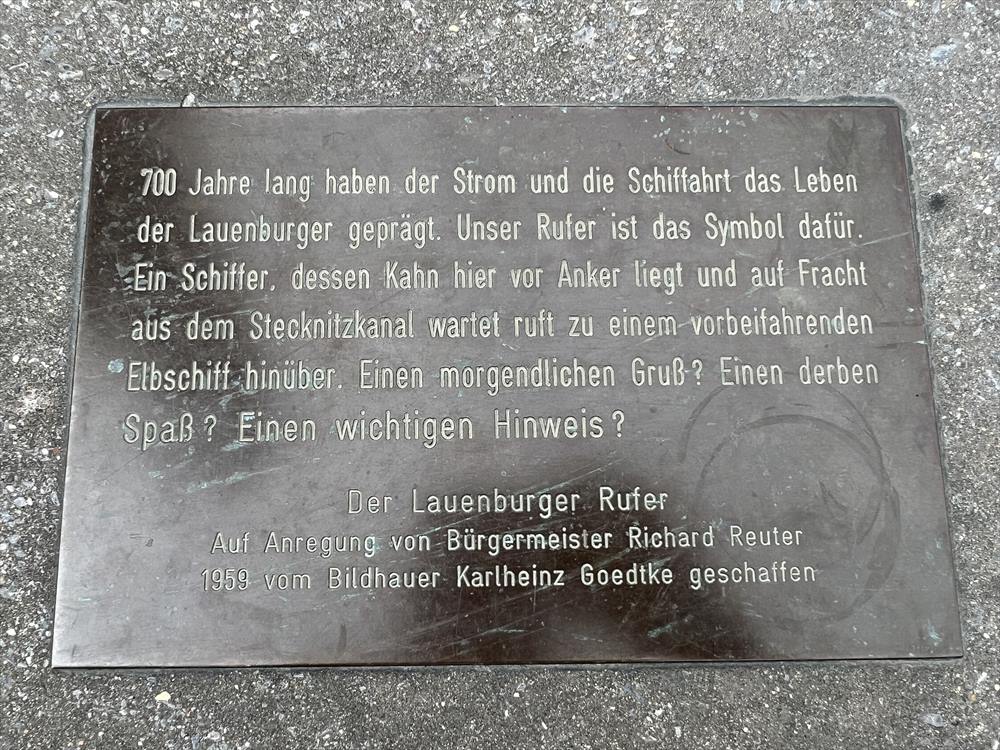 700 Jahre lang haben der Strom und die Schiffahrt das Leben
der Lauenburger geprägt. Unser Rufer ist das Symbol dafür.
Ein Schiffer, dessen Kahn hier vor Anker liegt und auf Fracht
aus dem Stecknitzkanal wartet ruft zu einem vorbeifahrenden
Elbschiff hinüber. Einen morgendlichen Gruß? Einen derben
Spaß? Einen wichtigen Hinweis?
Der Lauenburger Rufer
Auf Anregung von Bürgermeister Richard Reuter
1959 vom Bildhauer Karlheinz Goedtke geschaffen